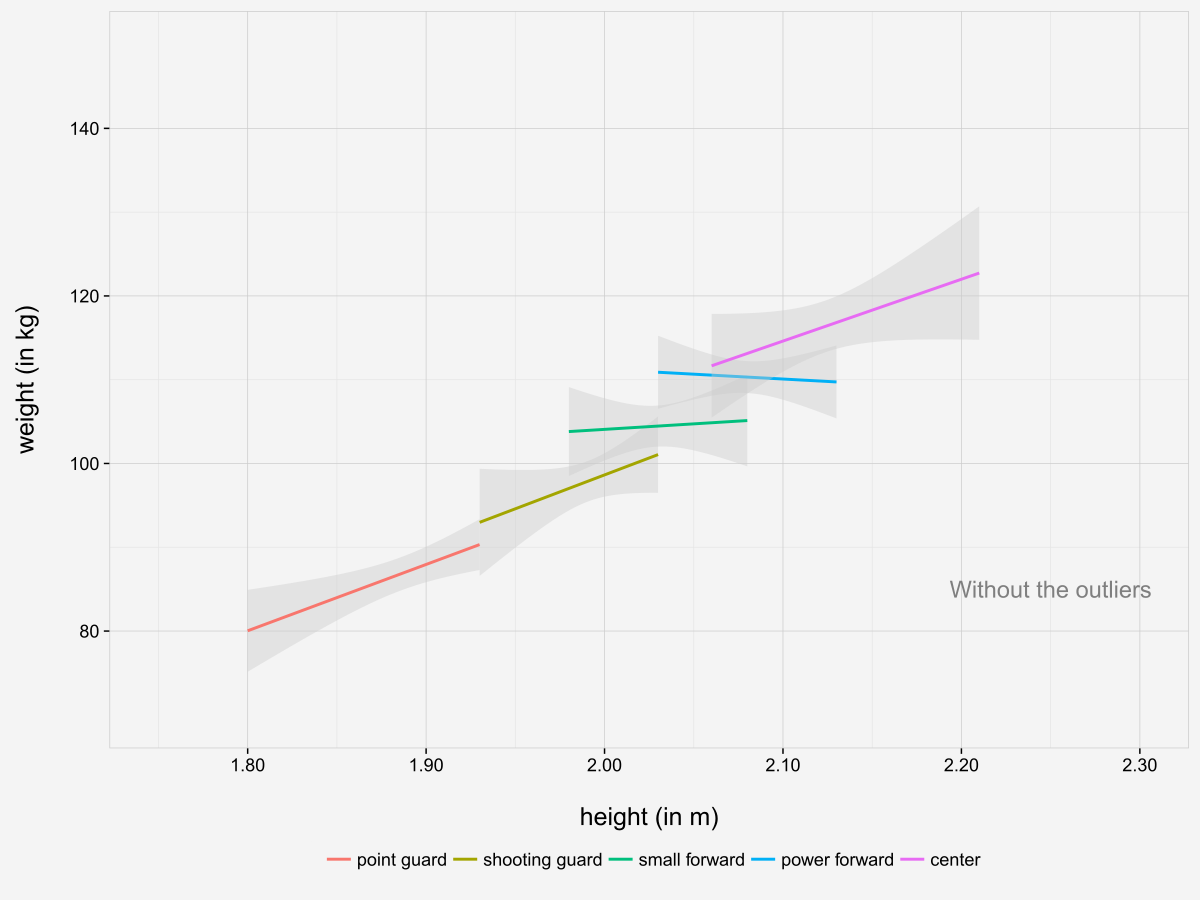 weight (in kg)
140
120
100
80
Without the outliers
1.80 1.90 2.00 2.10 2.20 2.30
height (in m)
point guard shooting guard small forward power forward center